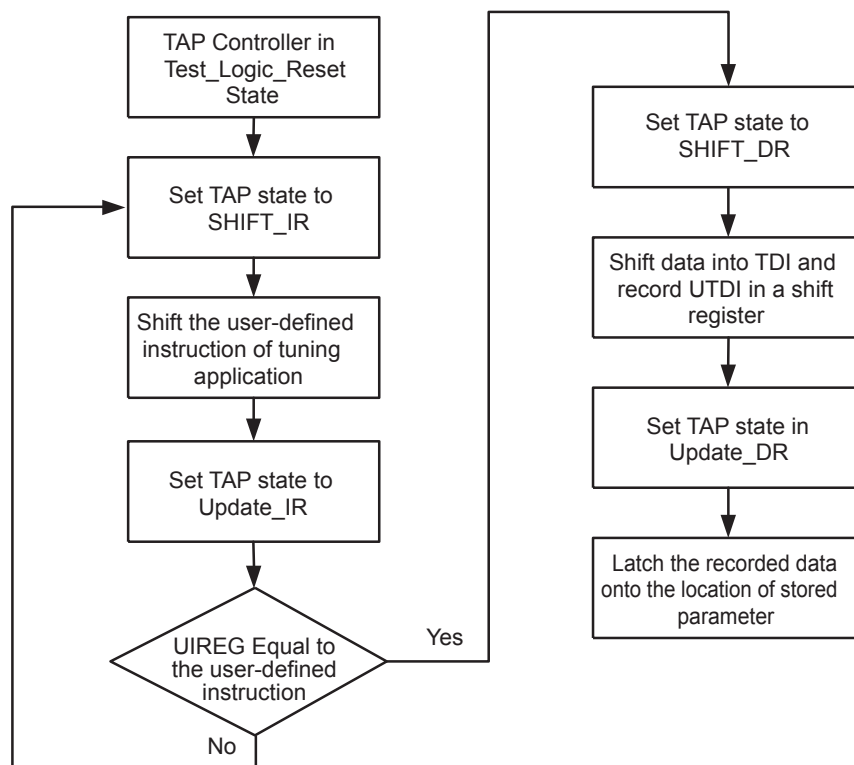 TAP Controller in
Test_Logic_Reset
State
Set TAP state to
SHIFT_IR
Shift the user-defined
instruction of tuning
application
Set TAP state to
Update_IR
UIREG Equal to
the user-defined
instruction
Yes
No
Set TAP state to
SHIFT_DR
Shift data into TDI and
record UTDI in a shift
register
Set TAP state in
Update_DR
Latch the recorded data
onto the location of stored
parameter